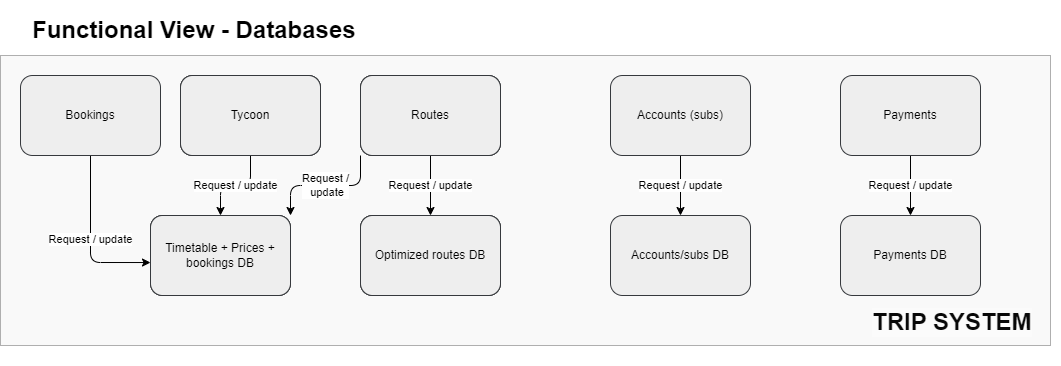 Functional View - Databases
Bookings
Tycoon
Routes
Accounts (subs)
Payments
Request / update
Request /
update
Request / update
Request / update
Request / update
Request / update
Timetable + Prices +
bookings DB
Optimized routes DB
Accounts/subs DB
Payments DB
TRIP SYSTEM